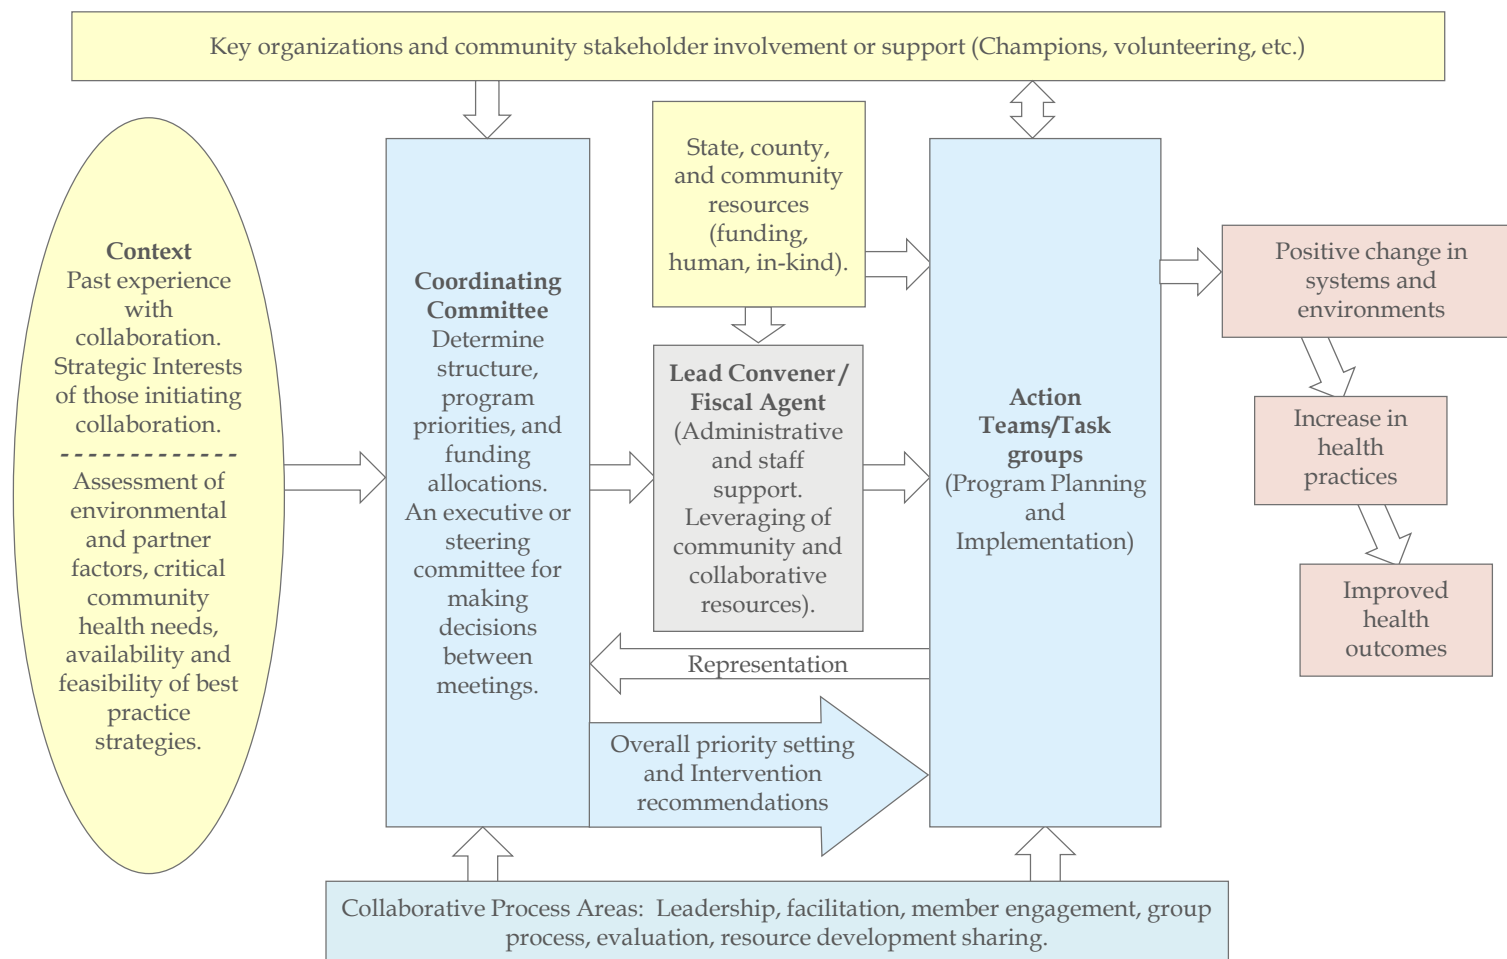 Key organizations and community stakeholder involvement or support (Champions, volunteering, etc.)
Context
Past experience
with
collaboration.
Strategic Interests
of those initiating
collaboration.
Assessment of
environmental
and partner
factors, critical
community
health needs,
availability and
feasibility of best
practice
strategies.
Coordinating
Committee
Determine
structure,
program
priorities, and
funding
allocations.
An executive or
steering
committee for
making
decisions
between
meetings.
State, county,
and community
resources
(funding,
human, in-kind).
Lead Convener/
Fiscal Agent
(Administrative
and staff
support.
Leveraging of
community and
collaborative
resources).
Representation
Overall priority setting
and Intervention
recommendations
Action
Teams/Task
groups
(Program Planning
and
Implementation)
Positive change in
systems and
environments
Increase in
health
practices
Improved
health
outcomes
Collaborative Process Areas: Leadership, facilitation, member engagement, group
process, evaluation, resource development sharing.